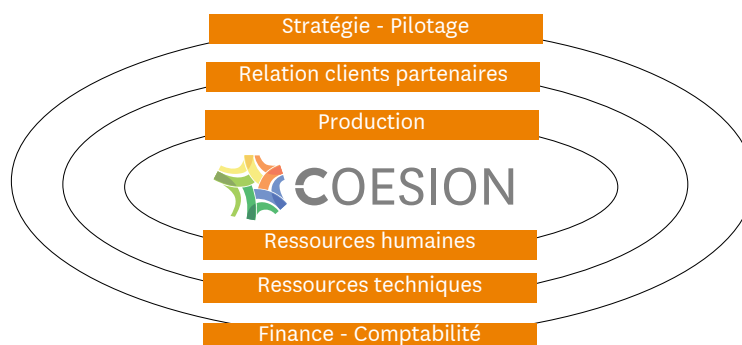 Stratégie - Pilotage
Relation clients partenaires
Production
COESION
Ressources humaines
Ressources techniques
Finance - Comptabilité